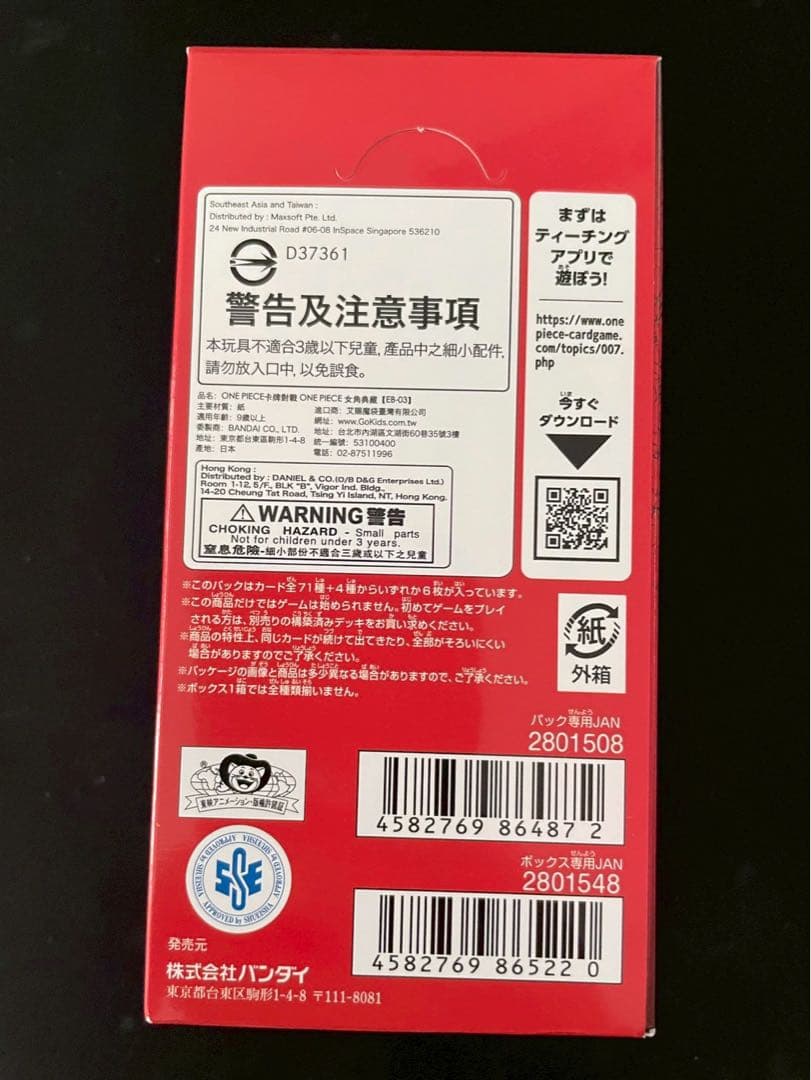 Southeast Asia and Taiwan :
Distributed by : Maxsoft Pte. Ltd.
24 New Industrial Road #06-08 InSpace Singapore 536210
D37361
警告及注意事項
本玩具不適合3歲以下兒童,產品中之細小配件,
請勿放入口中,以免誤食。
品名: ONE PIECE卡牌對戰 ONE PIECE 女角典藏【EB-03】
主要材質: 紙
適用年齡: 9歲以上
委製商: BANDAI CO., LTD.
地址: 東京都台東區駒形1-4-8
產地: 日本
進口商: 艾賜魔袋臺灣有限公司
網址: www.GoKids.com.tw
地址: 台北市內湖區文湖街60巷35號3樓
統一編號: 53100400
電話: 02-87511996
Hong Kong :
Distributed by : DANIEL & CO.(O/B D&G Enterprises Ltd.)
Room 1-12, 5/F., BLK "B", Vigor Ind. Bldg.,
14-20 Cheung Tat Road, Tsing Yi Island, NT, Hong Kong.
WARNING 警告
CHOKING HAZARD - Small parts
Not for children under 3 years.
窒息危險-細小部份不適合三歲或以下之兒童
まずは
ティーチング
アプリで
遊ぼう!
https://www.one
piece-cardgame.
com/topics/007.
php
今すぐ
ダウンロード
※このパックはカード全71種+4種からいずれか6枚が入っています。
※この商品だけではゲームは始められません。初めてゲームをプレイ
される方は、別売りの構築済みデッキをお買い求めください。
※商品の特性上、同じカードが続けて出てきたり、全部がそろいにくい
場合がありますのでご了承ください。
※パッケージの画像と商品は多少異なる場合がありますので、ご了承ください。
※ボックス1箱では全種類揃いません。
紙
外箱
パック専用JAN
2801508
4582769 86487 2
ボックス専用JAN
2801548
4582769 86522 0
東映アニメーション・版権許諾証
APPROVED by SHUEISHA
発売元
株式会社バンダイ
東京都台東区駒形1-4-8 〒111-8081